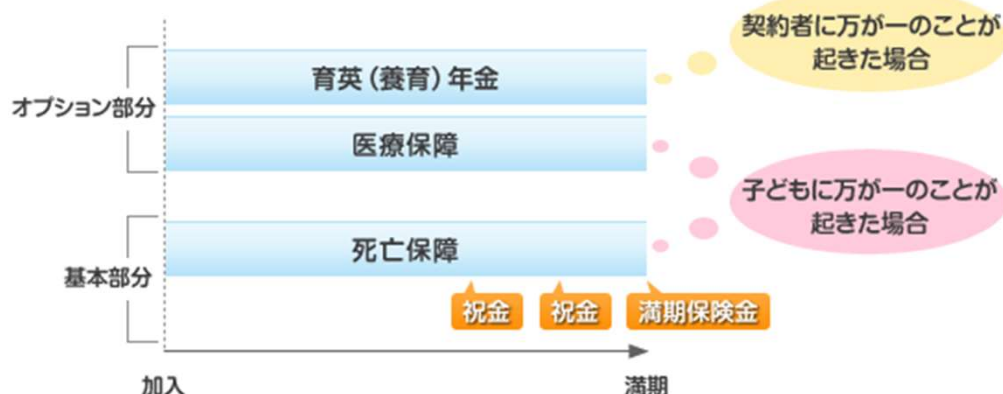 契約者に万が一のことが
起きた場合
育英（養育）年金
オプション部分
医療保障
子どもに万が一のことが
起きた場合
死亡保障
基本部分
祝金
祝金
満期保険金
加入
満期